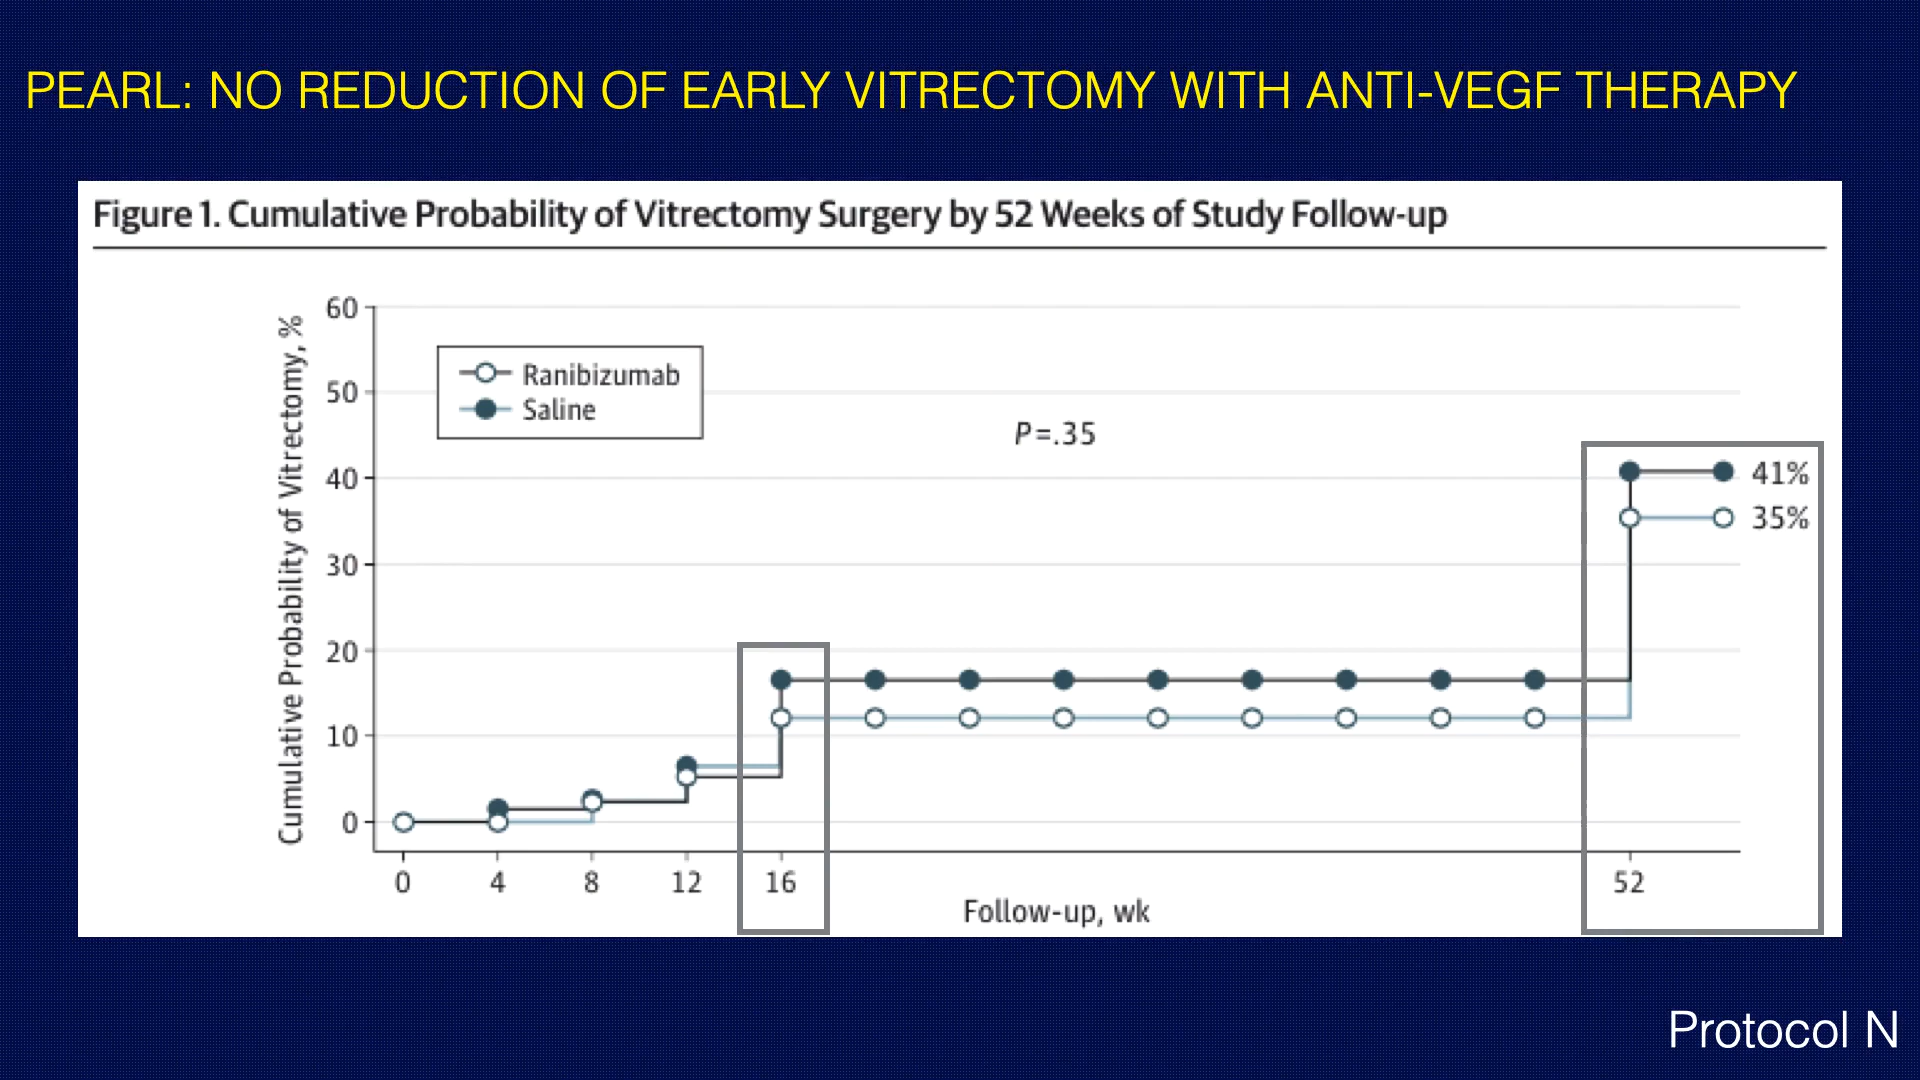 PEARL: NO REDUCTION OF EARLY VITRECTOMY WITH ANTI-VEGF THERAPY
Figure 1. Cumulative Probability of Vitrectomy Surgery by 52 Weeks of Study Follow-up
Cumulative Probability of Vitrectomy, %
60
50
40
30
20
10
0
Ranibizumab
Saline
P=.35
41%
35%
0 4 8 12 16 52
Follow-up, wk
Protocol N